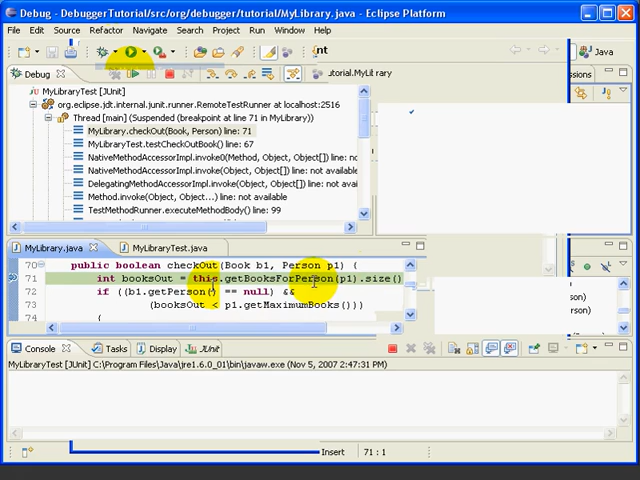 Debug - DebuggerTutorial/src/org/debugger/tutorial/MyLibrary.java - Eclipse Platform
File Edit Source Refactor Navigate Search Project Run Window Help
Java
Debug
utorial.MyLibrary
MyLibraryTest [JUnit]
org.eclipse.jdt.internal.junit.runner.RemoteTestRunner at localhost:2516
Thread [main] (Suspended (breakpoint at line 71 in MyLibrary))
MyLibrary.checkOut(Book, Person) line: 71
MyLibraryTest.testCheckOutBook() line: 67
NativeMethodAccessorImpl.invoke0(Method, Object, Object[]) line: no
NativeMethodAccessorImpl.invoke(Object, Object[]) line: not available
DelegatingMethodAccessorImpl.invoke(Object, Object[]) line: not av
Method.invoke(Object, Object...) line: not available
TestMethodRunner.executeMethodBody() line: 99
MyLibrary.java MyLibraryTest.java
70 public boolean checkOut(Book b1, Person p1) {
71 int booksOut = this.getBooksForPerson(p1).size()
72 if ((b1.getPerson() == null) &&
73 (booksOut < p1.getMaximumBooks()))
74 {
Console Tasks Display JUnit
MyLibraryTest [JUnit] C:\Program Files\Java\jre1.6.0_01\bin\javaw.exe (Nov 5, 2007 2:47:31 PM)
Insert 71 : 1